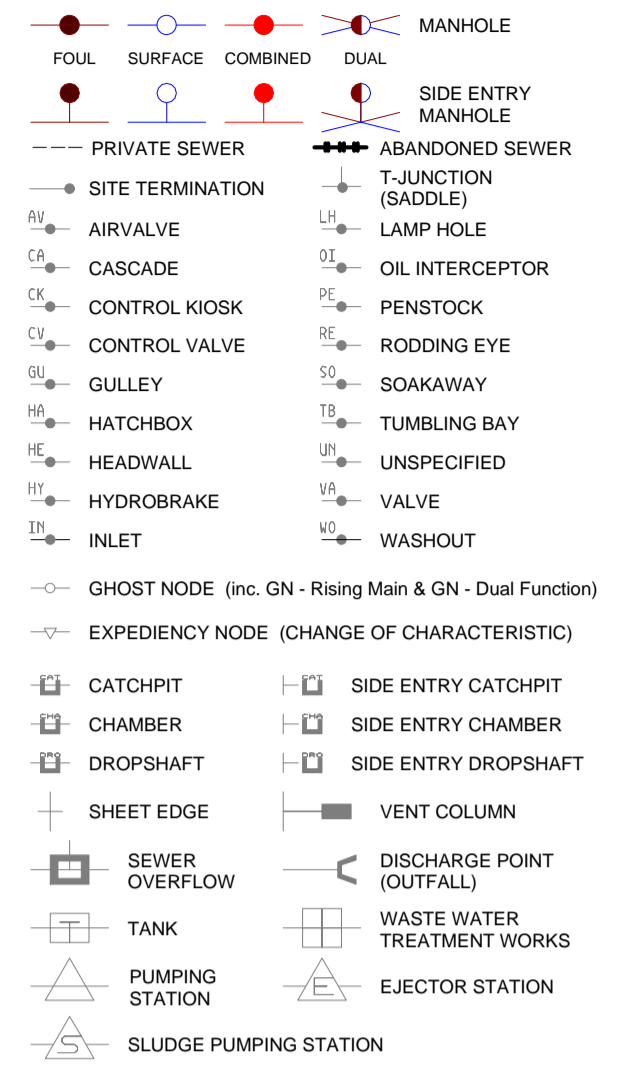 MANHOLE
FOUL SURFACE COMBINED DUAL
SIDE ENTRY
MANHOLE
PRIVATE SEWER
ABANDONED SEWER
SITE TERMINATION
T-JUNCTION
(SADDLE)
AV AIRVALVE
LH LAMP HOLE
CA CASCADE
OI OIL INTERCEPTOR
CK CONTROL KIOSK
PE PENSTOCK
CV CONTROL VALVE
RE RODDING EYE
GU GULLEY
SO SOAKAWAY
HA HATCHBOX
TB TUMBLING BAY
HE HEADWALL
UN UNSPECIFIED
HY HYDROBRAKE
VA VALVE
IN INLET
WO WASHOUT
GHOST NODE (inc. GN - Rising Main & GN - Dual Function)
EXPEDIENCY NODE (CHANGE OF CHARACTERISTIC)
CAT CATCHPIT
CAT SIDE ENTRY CATCHPIT
CHA CHAMBER
CHA SIDE ENTRY CHAMBER
DRO DROPSHAFT
DRO SIDE ENTRY DROPSHAFT
SHEET EDGE
VENT COLUMN
SEWER
OVERFLOW
DISCHARGE POINT
(OUTFALL)
T TANK
WASTE WATER
TREATMENT WORKS
PUMPING
STATION
E EJECTOR STATION
S SLUDGE PUMPING STATION